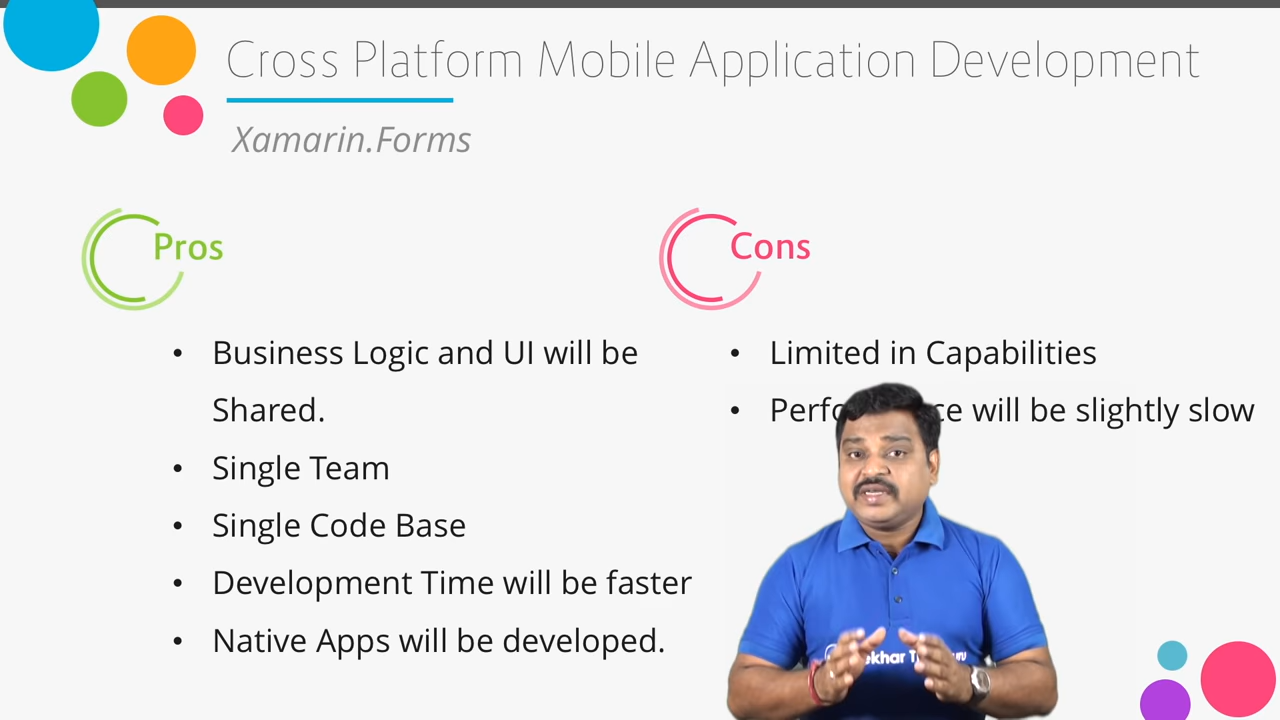 Cross Platform Mobile Application Development
Xamarin.Forms
Pros
Cons
• Business Logic and UI will be
Shared.
• Single Team
• Single Code Base
• Development Time will be faster
• Native Apps will be developed.
• Limited in Capabilities
• will be slightly slow